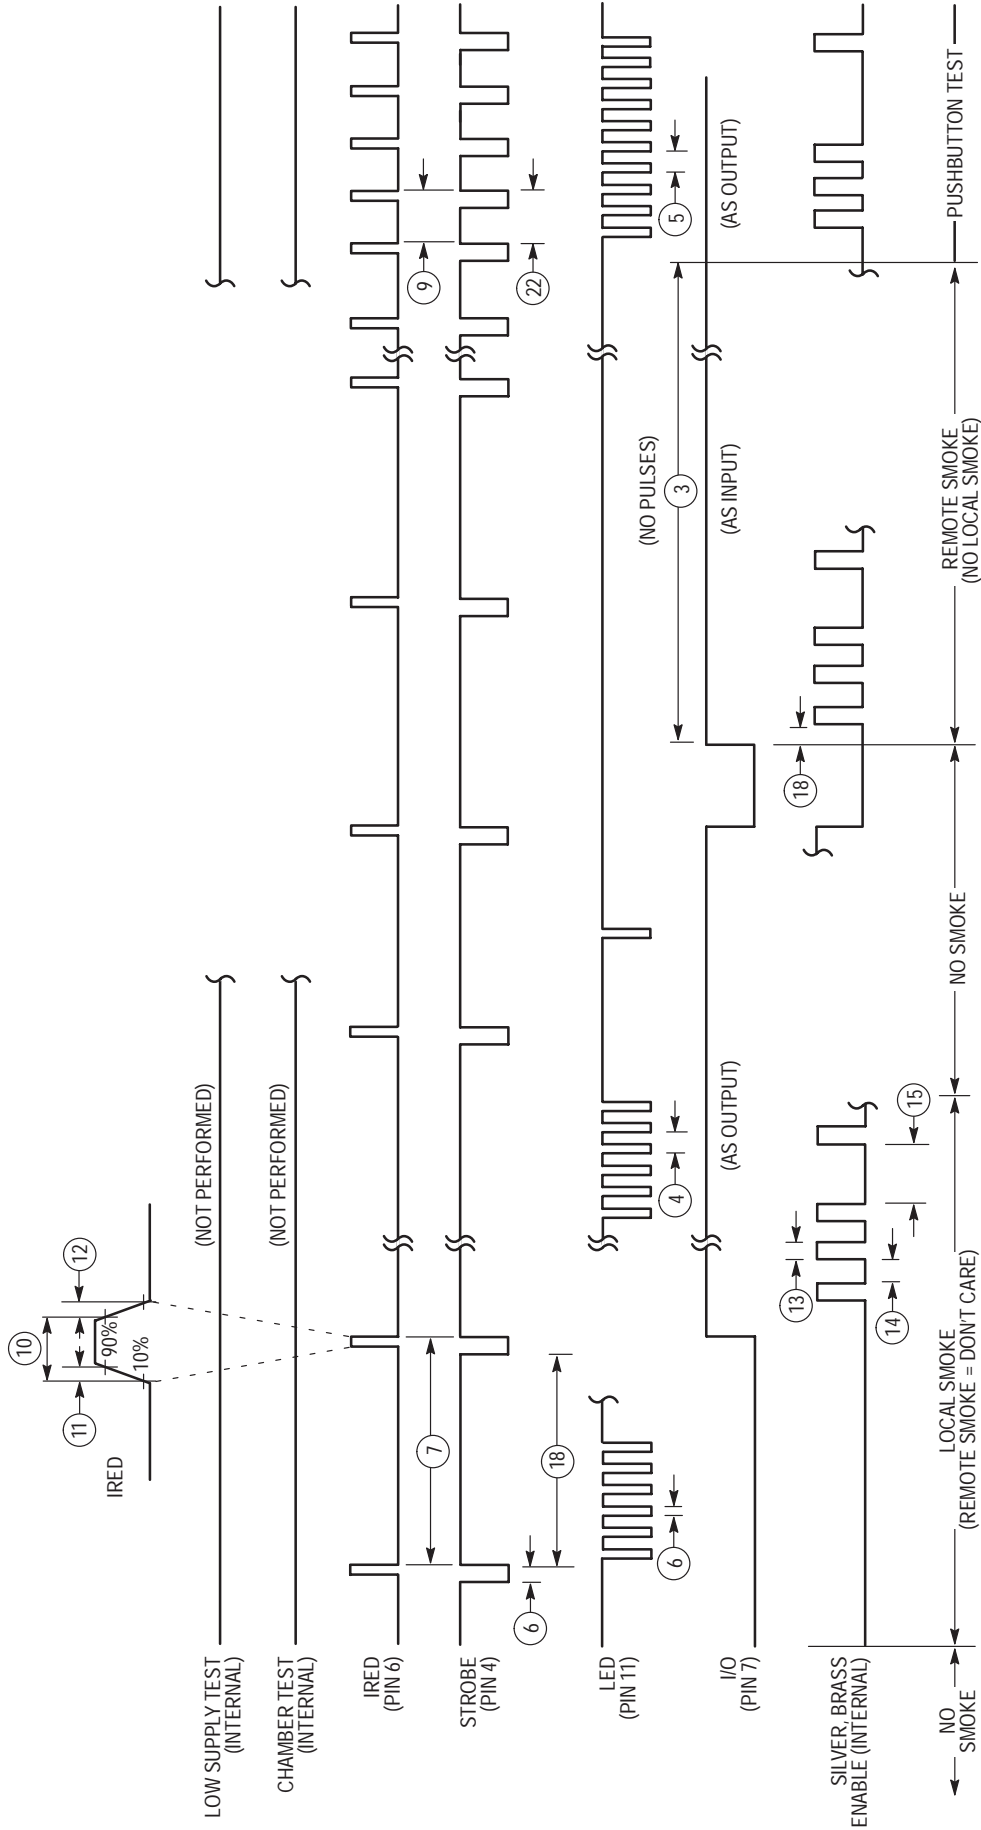 10
11
12
IRED
90%
10%
LOW SUPPLY TEST
(INTERNAL)
(NOT PERFORMED)
CHAMBER TEST
(INTERNAL)
(NOT PERFORMED)
IRED
(PIN 6)
7
9
STROBE
(PIN 4)
6
18
22
LED
(PIN 11)
6
4
(NO PULSES)
5
I/O
(PIN 7)
(AS OUTPUT)
3
(AS INPUT)
(AS OUTPUT)
SILVER, BRASS
ENABLE (INTERNAL)
13
14
15
18
NO
SMOKE
LOCAL SMOKE
(REMOTE SMOKE = DON'T CARE)
NO SMOKE
REMOTE SMOKE
(NO LOCAL SMOKE)
PUSHBUTTON TEST